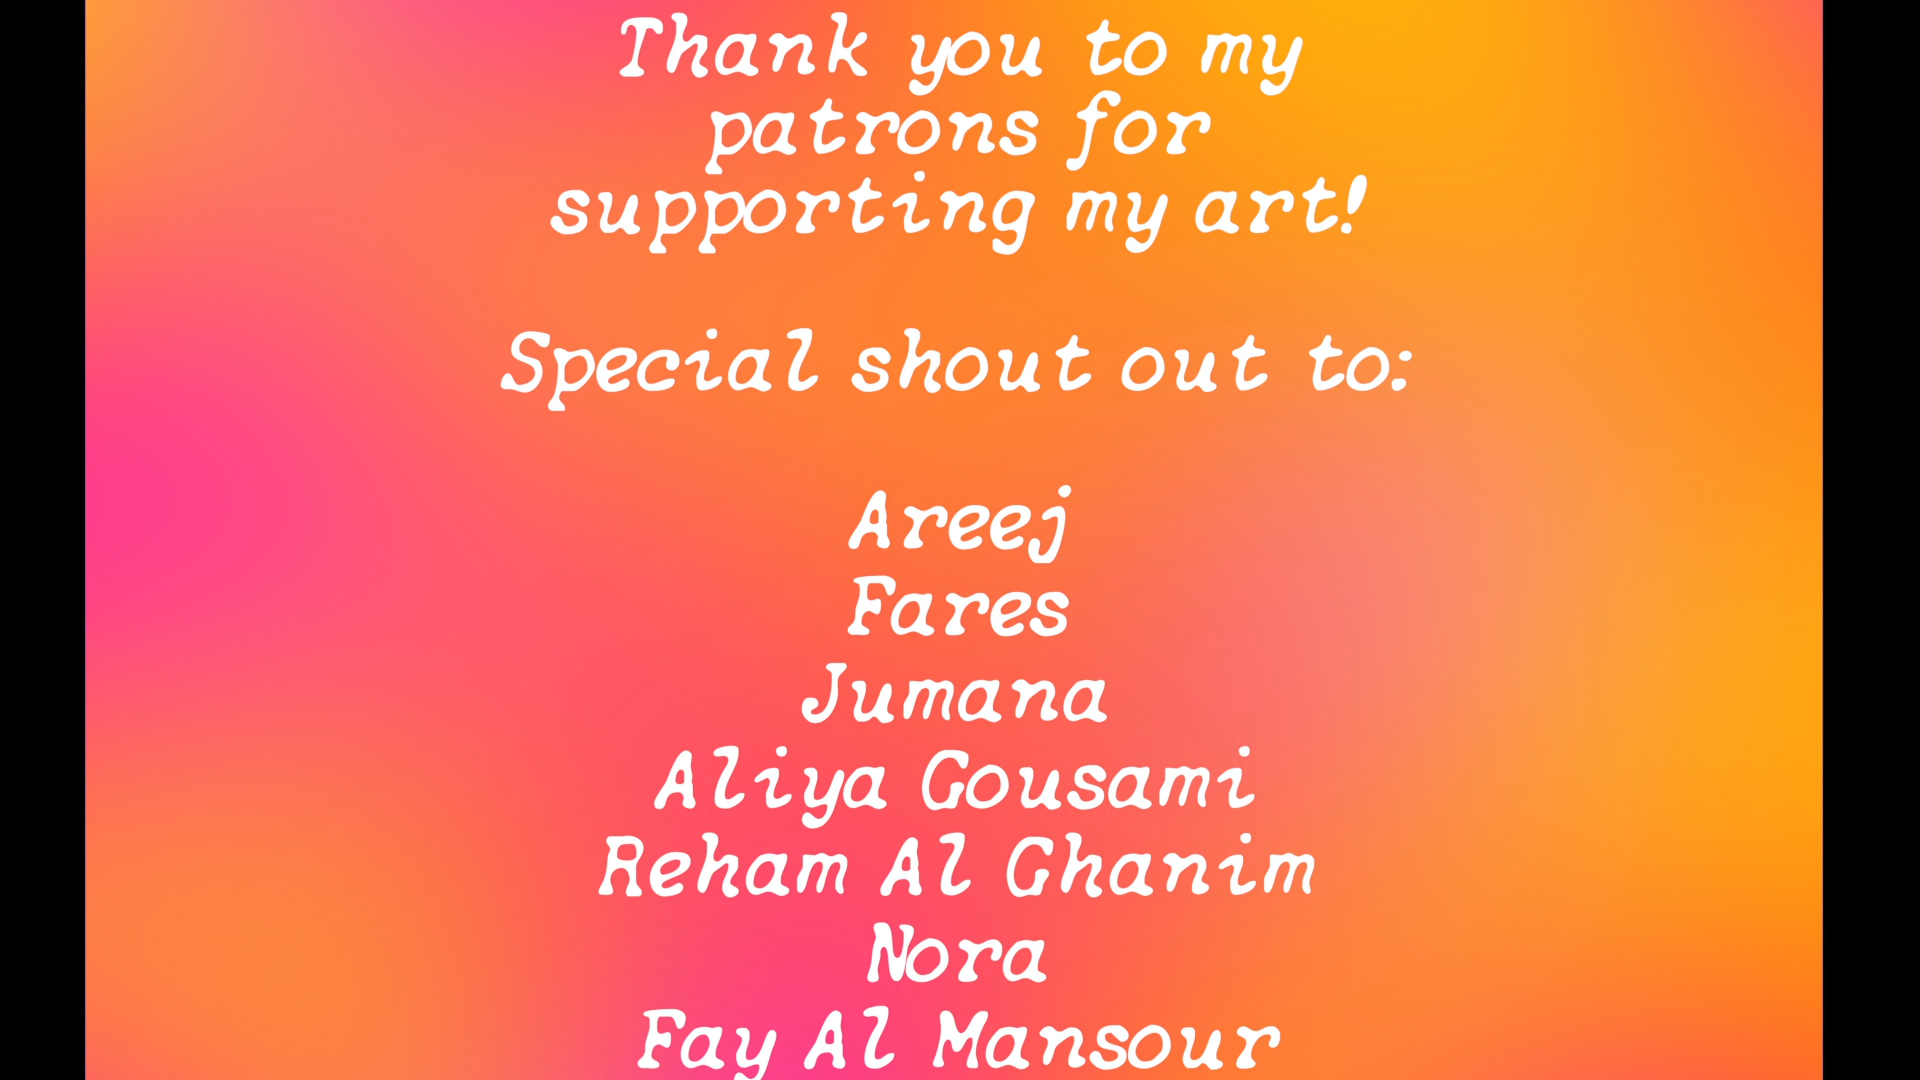 Thank you to my
patrons for
supporting my art!
Special shout out to:
Areej
Fares
Jumana
Aliya Gousami
Reham Al Ghanim
Nora
Fay Al Mansour